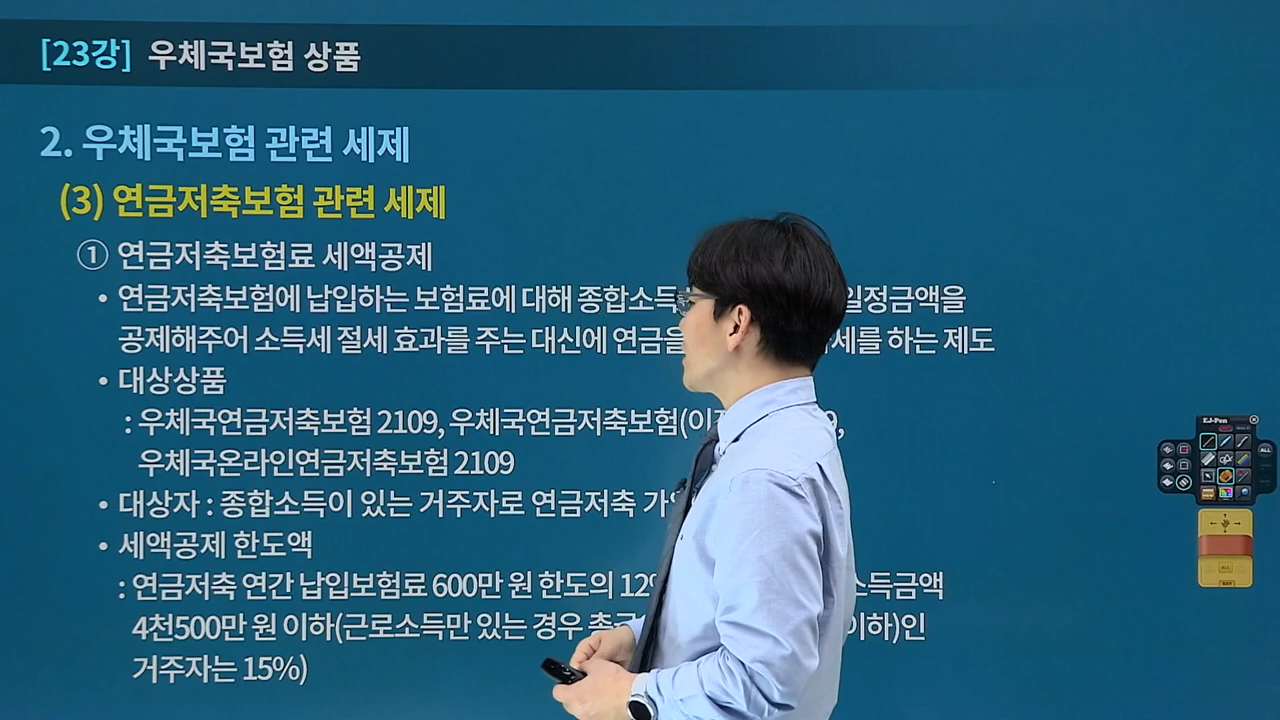 [23강] 우체국보험 상품
2. 우체국보험 관련 세제
(3) 연금저축보험 관련 세제
① 연금저축보험료 세액공제
• 연금저축보험에 납입하는 보험료에 대해 종합소득 일정금액을
공제해주어 소득세 절세 효과를 주는 대신에 연금을 하는 제도
• 대상상품
: 우체국연금저축보험 2109, 우체국연금저축보험
우체국온라인연금저축보험 2109
• 대상자 : 종합소득이 있는 거주자로 연금저축
• 세액공제 한도액
: 연금저축 연간 납입보험료 600만 원 한도의 소득금액
4천500만 원 이하(근로소득만 있는 경우 이하)인
거주자는 15%)
EJ-Pen
ALL
ALL